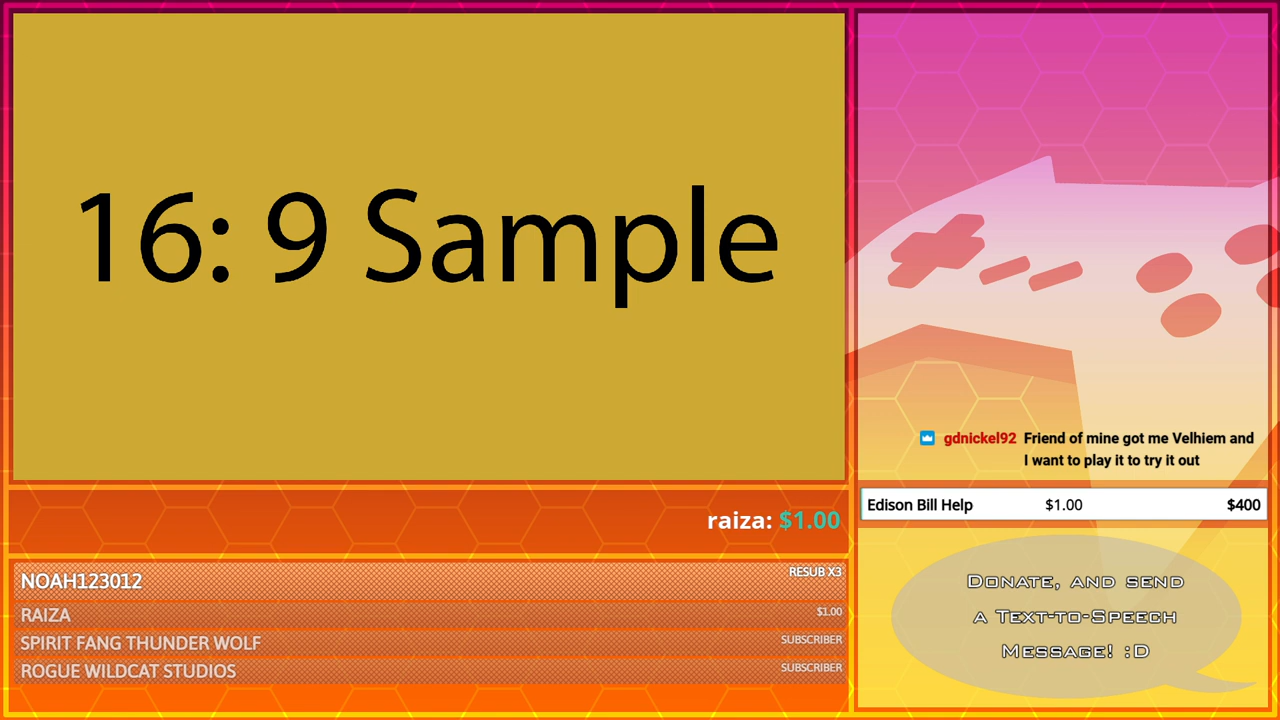 16: 9 Sample
gdnickel92 Friend of mine got me Velhiem and
I want to play it to try it out
Edison Bill Help $1.00 $400
raiza: $1.00
NOAH123012 RESUB X3
RAIZA $1.00
SPIRIT FANG THUNDER WOLF SUBSCRIBER
ROGUE WILDCAT STUDIOS SUBSCRIBER
Donate, and send
a Text-to-Speech
Message! :D